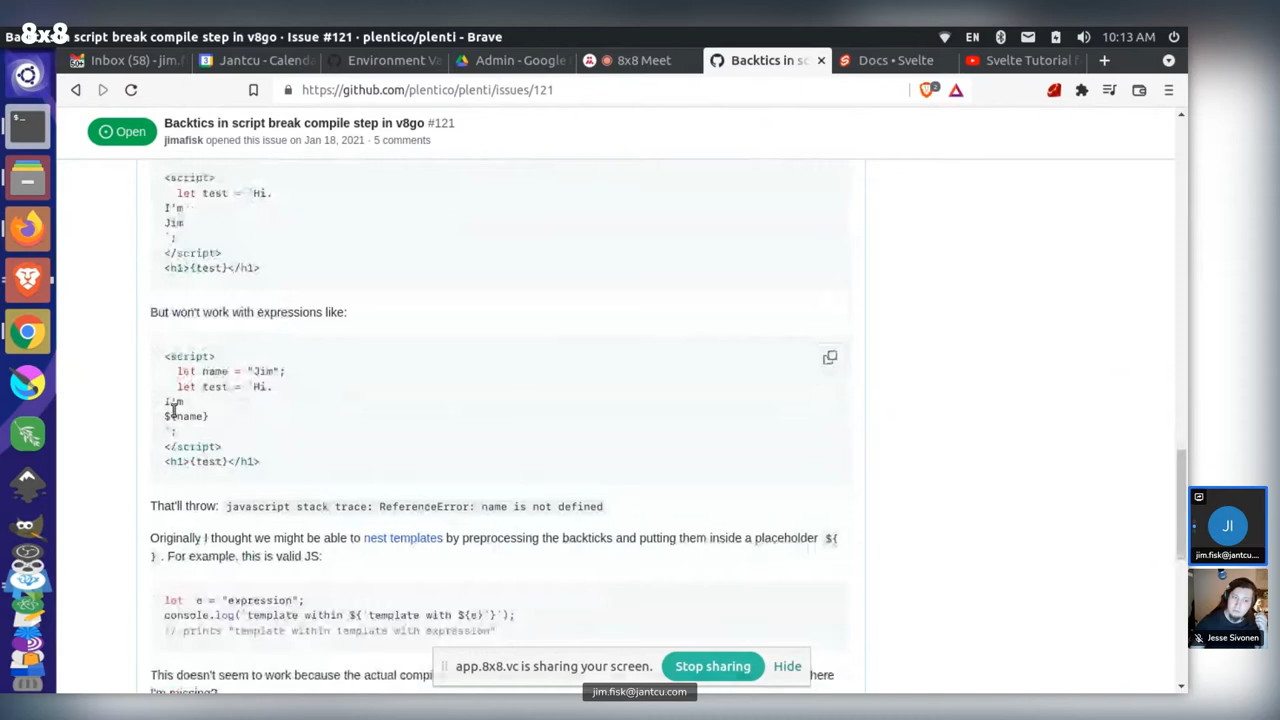 8x8
script break compile step in v8go · Issue #121 · plentico/plenti - Brave
EN
10:13 AM
Inbox (58) - jim.
Jantcu - Calenda
Environment Va
Admin - Google
8x8 Meet
Backtics in sc
Docs • Svelte
Svelte Tutorial f
https://github.com/plentico/plenti/issues/121
2
Open
Backtics in script break compile step in v8go #121
jimafisk opened this issue on Jan 18, 2021 · 5 comments
<script>
let test = `Hi.
I'm
Jim
`;
</script>
<h1>{test}</h1>
But won't work with expressions like:
<script>
let name = "Jim";
let test = `Hi.
I'm
${name}
`;
</script>
<h1>{test}</h1>
That'll throw: javascript stack trace: ReferenceError: name is not defined
Originally I thought we might be able to nest templates by preprocessing the backticks and putting them inside a placeholder ${
} . For example, this is valid JS:
let e = "expression";
console.log(`template within ${`template with ${e}`}`);
// prints "template within template with expression"
This doesn't seem to work because the actual compi
here
I'm missing?
app.8x8.vc is sharing your screen.
Stop sharing
Hide
jim.fisk@jantcu.com
JI
jim.fisk@jantcu....
Jesse Sivonen